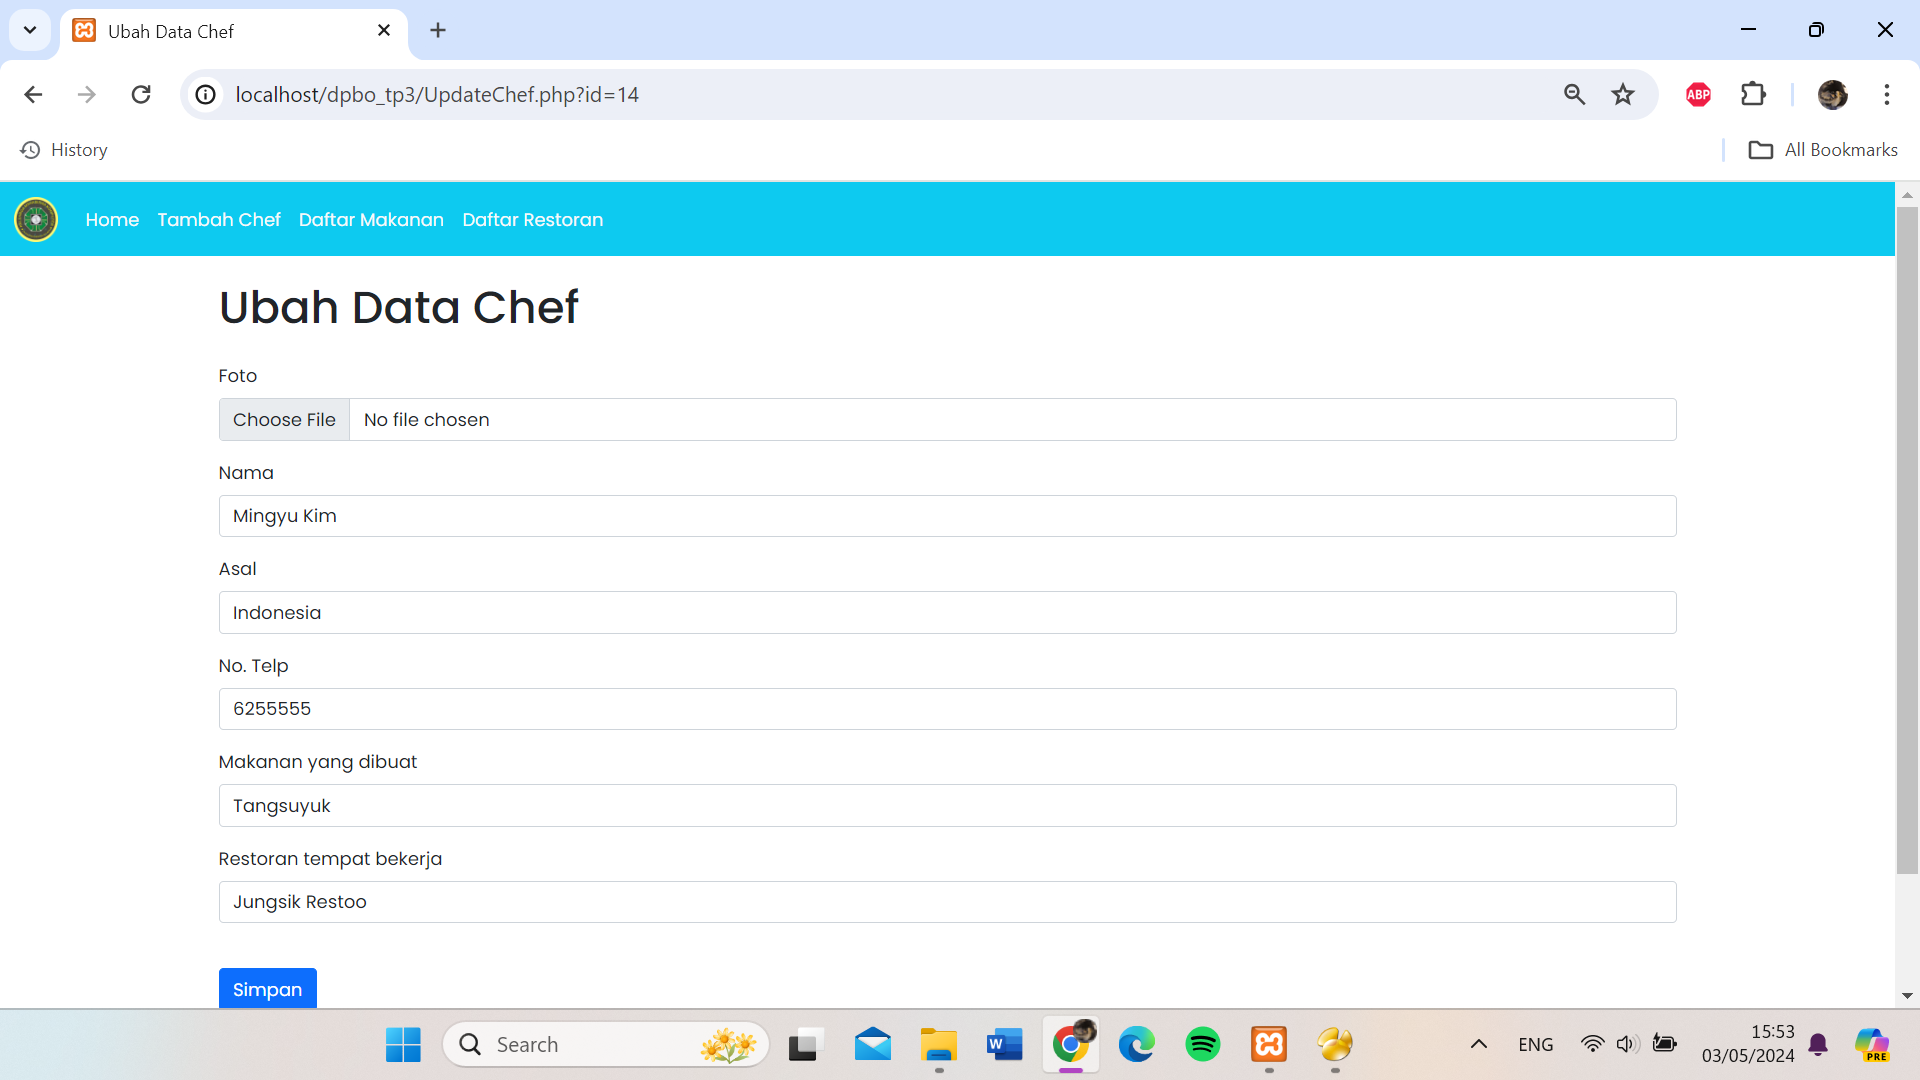 Ubah Data Chef
localhost/dpbo_tp3/UpdateChef.php?id=14
ABP
History
All Bookmarks
Home Tambah Chef Daftar Makanan Daftar Restoran
Ubah Data Chef
Foto
Choose File No file chosen
Nama
Mingyu Kim
Asal
Indonesia
No. Telp
6255555
Makanan yang dibuat
Tangsuyuk
Restoran tempat bekerja
Jungsik Restoo
Simpan
Search
W
ENG
15:53
03/05/2024
PRE